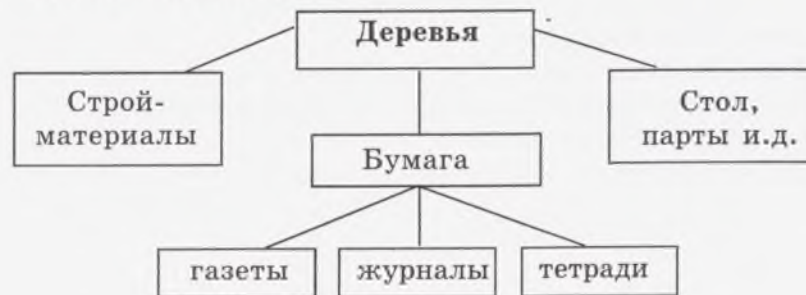 Деревья
Строй-
материалы
Стол,
парты и.д.
Бумага
газеты
журналы
тетради